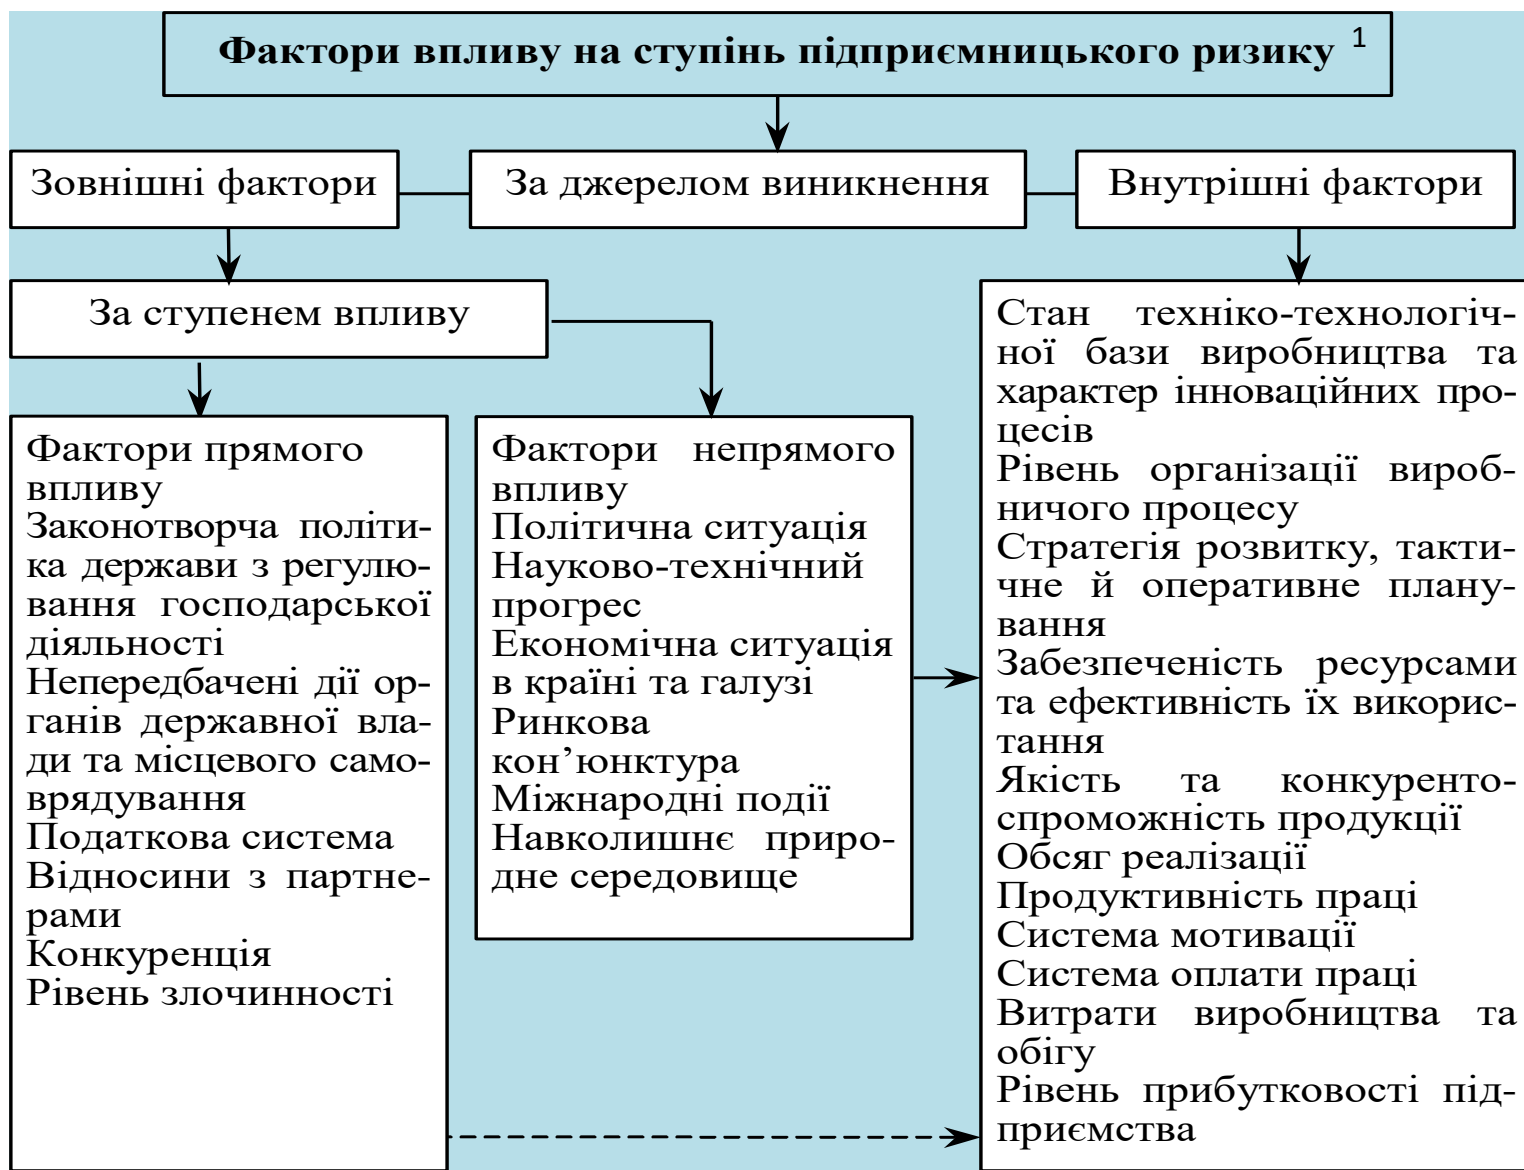 Фактори впливу на ступінь підприємницького ризику 1
Зовнішні фактори
За джерелом виникнення
Внутрішні фактори
За ступенем впливу
Фактори прямого
впливу
Законотворча політи-
ка держави з регулю-
вання господарської
діяльності
Непередбачені дії ор-
ганів державної вла-
ди та місцевого само-
врядування
Податкова система
Відносини з партне-
рами
Конкуренція
Рівень злочинності
Фактори непрямого
впливу
Політична ситуація
Науково-технічний
прогрес
Економічна ситуація
в країні та галузі
Ринкова
кон’юнктура
Міжнародні події
Навколишнє приро-
дне середовище
Стан техніко-технологіч-
ної бази виробництва та
характер інноваційних про-
цесів
Рівень організації вироб-
ничого процесу
Стратегія розвитку, такти-
чне й оперативне плану-
вання
Забезпеченість ресурсами
та ефективність їх викорис-
тання
Якість та конкуренто-
спроможність продукції
Обсяг реалізації
Продуктивність праці
Система мотивації
Система оплати праці
Витрати виробництва та
обігу
Рівень прибутковості під-
приємства